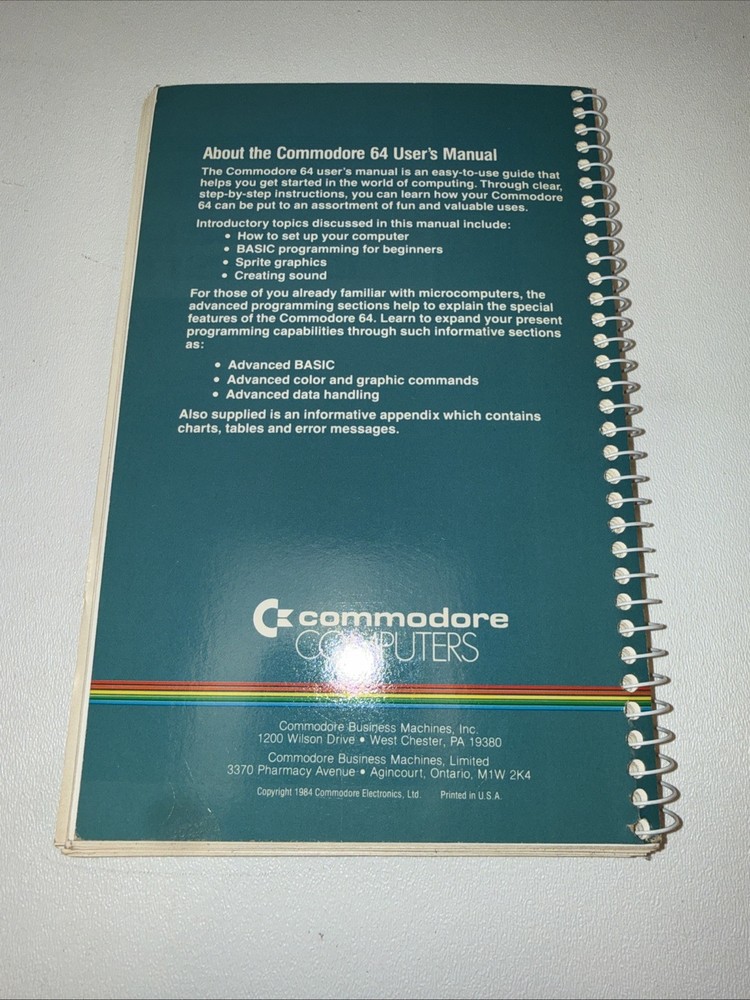 About the Commodore 64 User's Manual
The Commodore 64 user's manual is an easy-to-use guide that
helps you get started in the world of computing. Through clear,
step-by-step instructions, you can learn how your Commodore
64 can be put to an assortment of fun and valuable uses.
Introductory topics discussed in this manual include:
• How to set up your computer
• BASIC programming for beginners
• Sprite graphics
• Creating sound
For those of you already familiar with microcomputers, the
advanced programming sections help to explain the special
features of the Commodore 64. Learn to expand your present
programming capabilities through such informative sections
as:
• Advanced BASIC
• Advanced color and graphic commands
• Advanced data handling
Also supplied is an informative appendix which contains
charts, tables and error messages.
commodore
COMPUTERS
Commodore Business Machines, Inc.
1200 Wilson Drive • West Chester, PA 19380
Commodore Business Machines, Limited
3370 Pharmacy Avenue • Agincourt, Ontario, M1W 2K4
Copyright 1984 Commodore Electronics, Ltd. Printed in U.S.A.